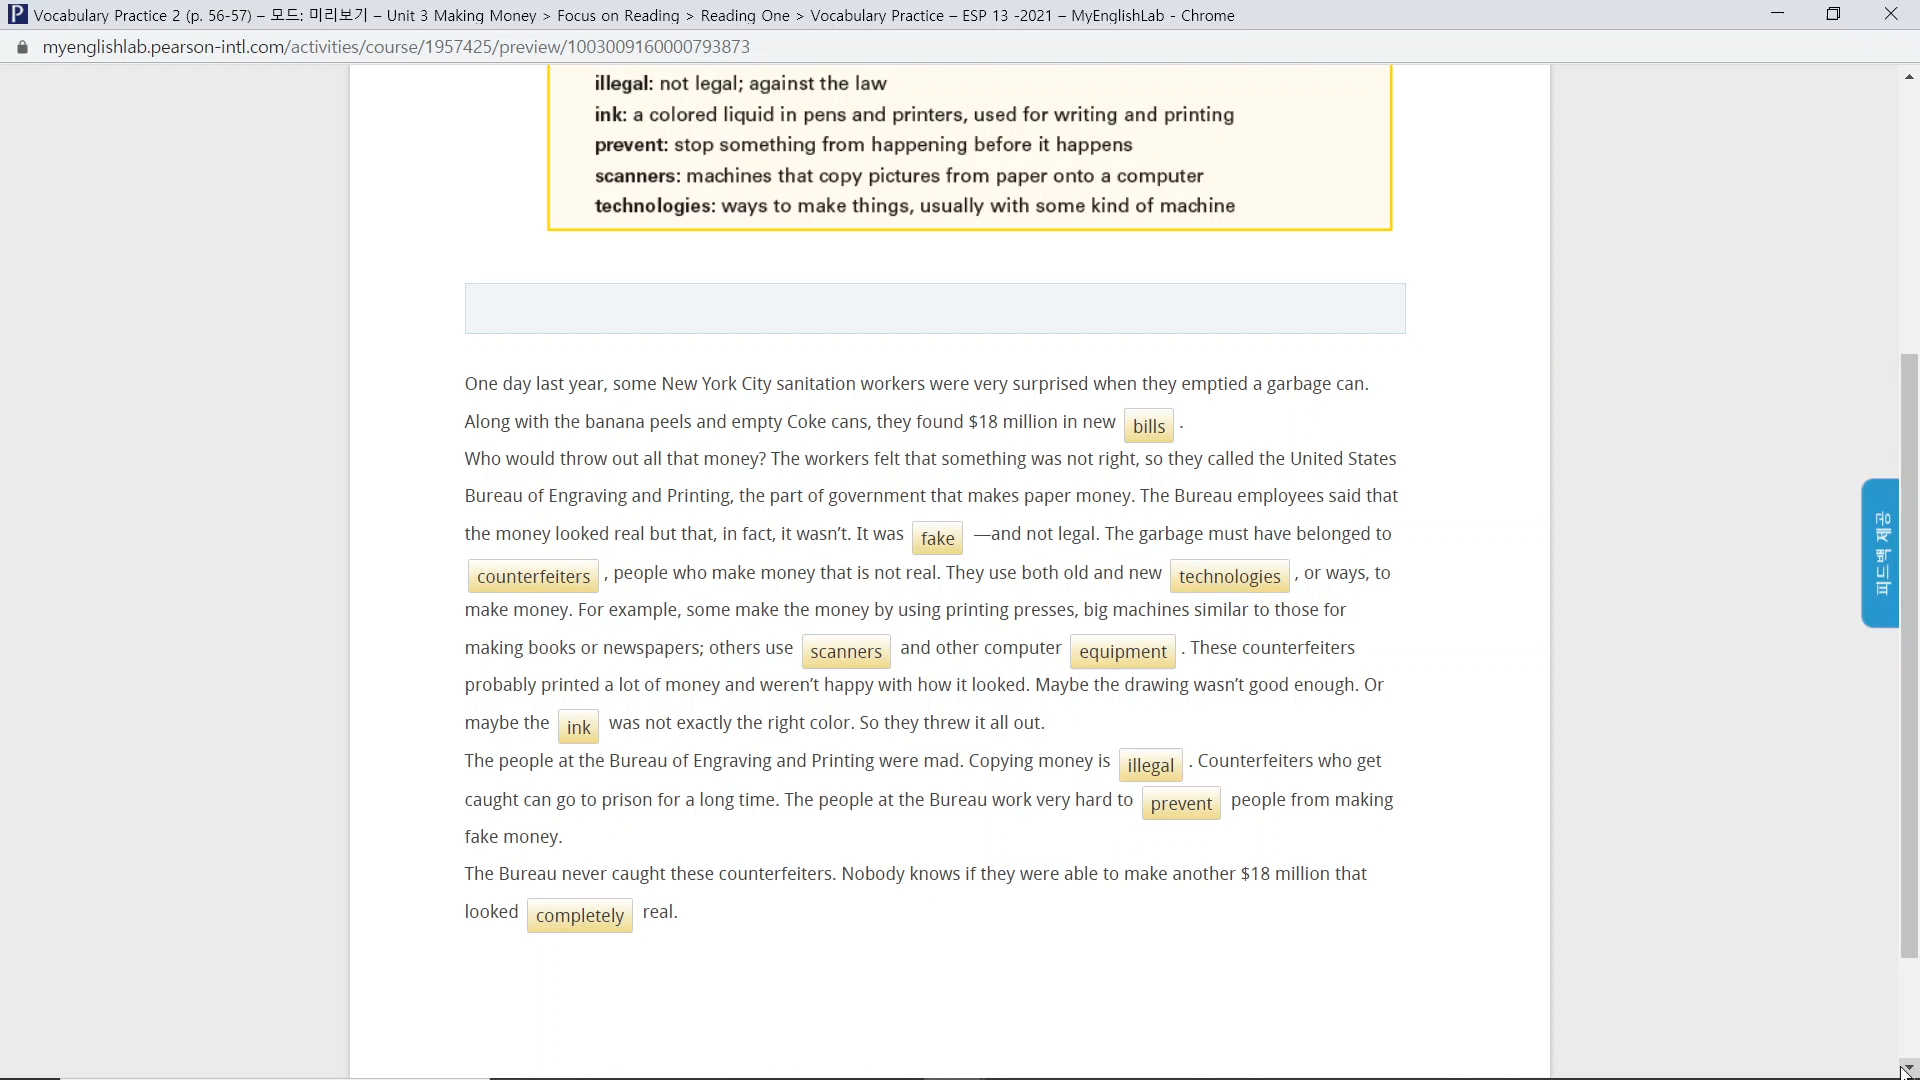 Vocabulary Practice 2 (p. 56-57) – 모드: 미리보기 – Unit 3 Making Money > Focus on Reading > Reading One > Vocabulary Practice – ESP 13 -2021 – MyEnglishLab - Chrome
myenglishlab.pearson-intl.com/activities/course/1957425/preview/1003009160000793873
illegal: not legal; against the law
ink: a colored liquid in pens and printers, used for writing and printing
prevent: stop something from happening before it happens
scanners: machines that copy pictures from paper onto a computer
technologies: ways to make things, usually with some kind of machine
One day last year, some New York City sanitation workers were very surprised when they emptied a garbage can.
Along with the banana peels and empty Coke cans, they found $18 million in new bills .
Who would throw out all that money? The workers felt that something was not right, so they called the United States
Bureau of Engraving and Printing, the part of government that makes paper money. The Bureau employees said that
the money looked real but that, in fact, it wasn’t. It was fake —and not legal. The garbage must have belonged to
counterfeiters , people who make money that is not real. They use both old and new technologies , or ways, to
make money. For example, some make the money by using printing presses, big machines similar to those for
making books or newspapers; others use scanners and other computer equipment . These counterfeiters
probably printed a lot of money and weren’t happy with how it looked. Maybe the drawing wasn’t good enough. Or
maybe the ink was not exactly the right color. So they threw it all out.
The people at the Bureau of Engraving and Printing were mad. Copying money is illegal . Counterfeiters who get
caught can go to prison for a long time. The people at the Bureau work very hard to prevent people from making
fake money.
The Bureau never caught these counterfeiters. Nobody knows if they were able to make another $18 million that
looked completely real.
피드백 제공